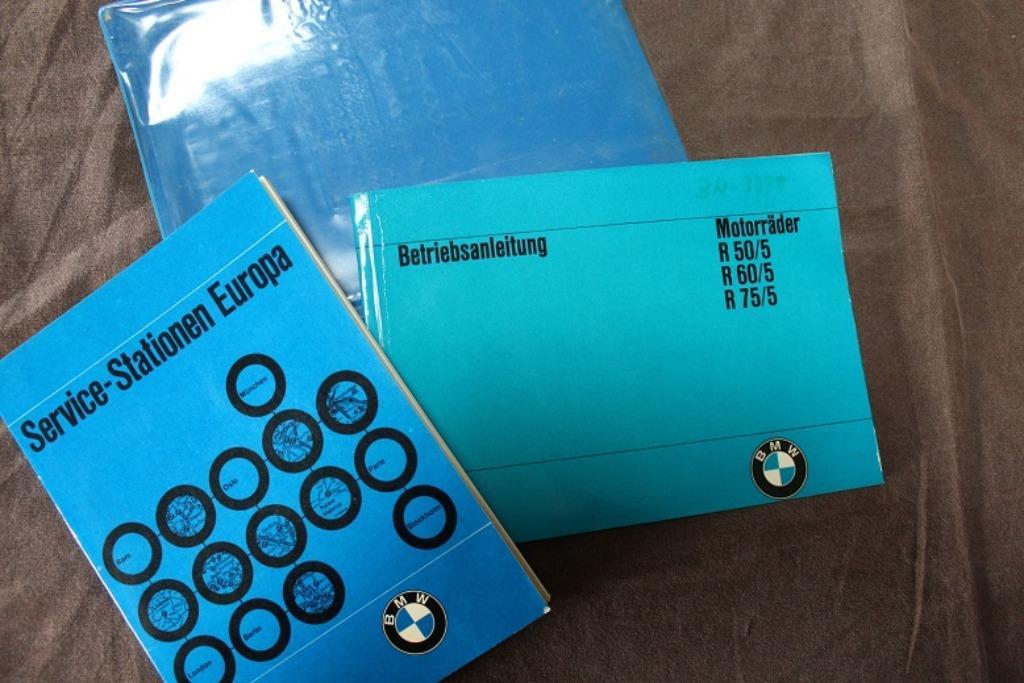 Service-Stationen Europa
München
Oslo
Paris
Rom
Stockholm
Berlin
London
BMW
Betriebsanleitung
Motorräder
R 50/5
R 60/5
R 75/5
BMW